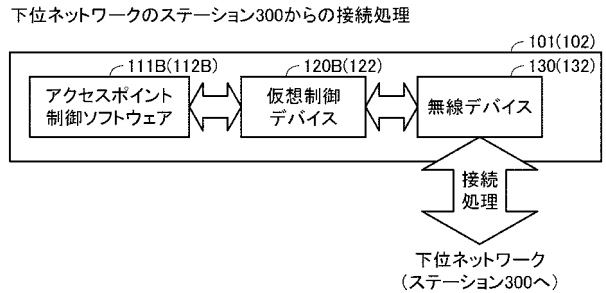 下位ネットワークのステーション300からの接続処理
101(102)
111B(112B)
120B(122)
130(132)
アクセスポイント
制御ソフトウェア
仮想制御
デバイス
無線デバイス
接続
処理
下位ネットワーク
(ステーション300へ)